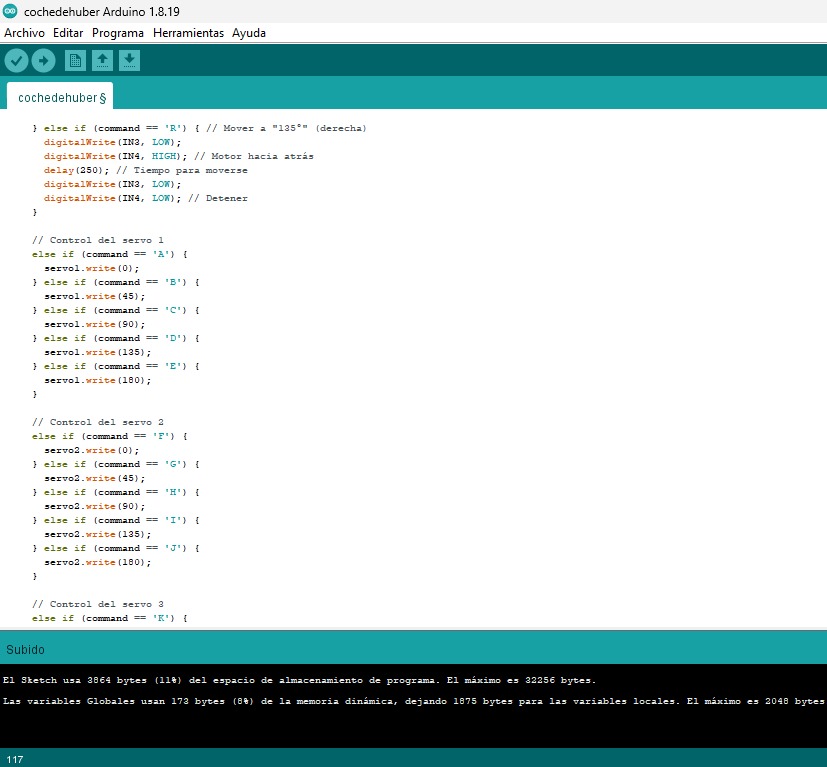 cochedehuber Arduino 1.8.19
Archivo Editar Programa Herramientas Ayuda
cochedehuber §
} else if (command == 'R') { // Mover a "135°" (derecha)
digitalWrite(IN3, LOW);
digitalWrite(IN4, HIGH); // Motor hacia atrás
delay(250); // Tiempo para moverse
digitalWrite(IN3, LOW);
digitalWrite(IN4, LOW); // Detener
}
// Control del servo 1
else if (command == 'A') {
servo1.write(0);
} else if (command == 'B') {
servo1.write(45);
} else if (command == 'C') {
servo1.write(90);
} else if (command == 'D') {
servo1.write(135);
} else if (command == 'E') {
servo1.write(180);
}
// Control del servo 2
else if (command == 'F') {
servo2.write(0);
} else if (command == 'G') {
servo2.write(45);
} else if (command == 'H') {
servo2.write(90);
} else if (command == 'I') {
servo2.write(135);
} else if (command == 'J') {
servo2.write(180);
}
// Control del servo 3
else if (command == 'K') {
Subido
El Sketch usa 3864 bytes (11%) del espacio de almacenamiento de programa. El máximo es 32256 bytes.
Las variables Globales usan 173 bytes (8%) de la memoria dinámica, dejando 1875 bytes para las variables locales. El máximo es 2048 bytes
117